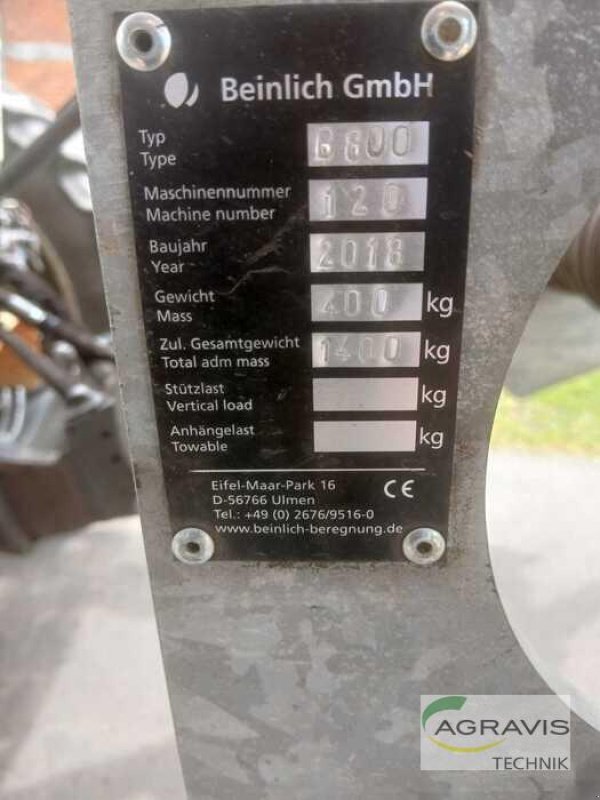 Beinlich GmbH
Typ
Type
Maschinennummer 120
Machine number
Baujahr 2018
Year
Gewicht 400 kg
Mass
Zul. Gesamtgewicht 1400 kg
Total adm mass
Stützlast kg
Vertical load
Anhängelast kg
Towable
Eifel-Maar-Park 16 CE
D-56766 Ulmen
Tel.: +49 (0) 2676/9516-0
www.beinlich-beregnung.de
AGRAVIS
TECHNIK